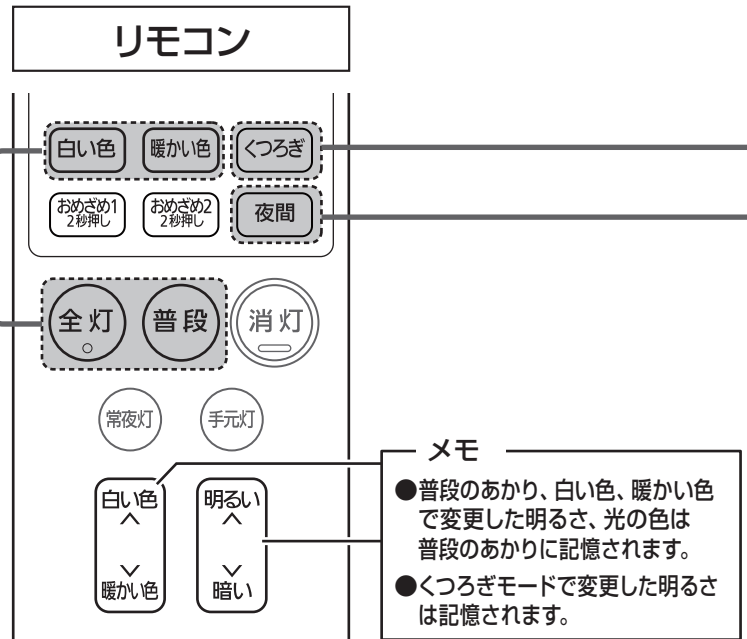 リモコン
白い色 暖かい色 くつろぎ
おめざめ1 おめざめ2 夜間
2秒押し 2秒押し
全灯 普段 消灯
常夜灯 手元灯
白い色 明るい
暖かい色 暗い
メモ
●普段のあかり、白い色、暖かい色
で変更した明るさ、光の色は
普段のあかりに記憶されます。
●くつろぎモードで変更した明るさ
は記憶されます。